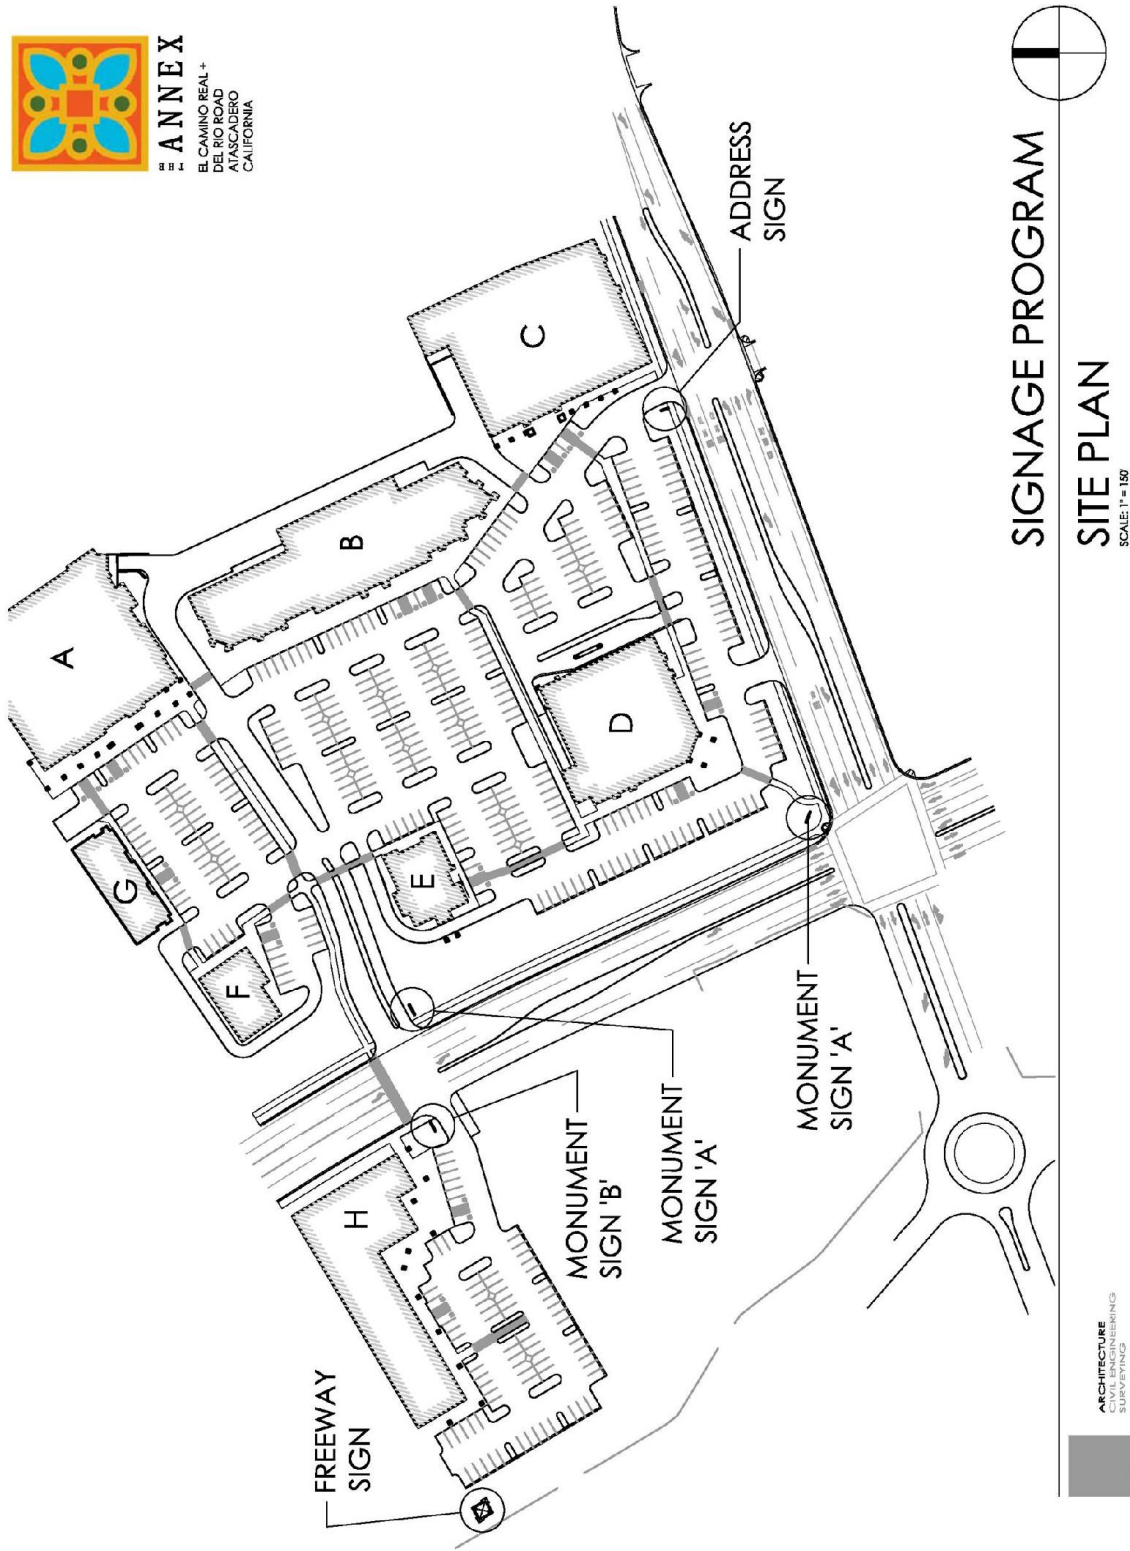 THE ANNEX
EL CAMINO REAL +
DEL RIO ROAD
ATASCADERO
CALIFORNIA
A
G
B
F
C
E
D
H
FREEWAY
SIGN
MONUMENT
SIGN 'B'
MONUMENT
SIGN 'A'
MONUMENT
SIGN 'A'
ADDRESS
SIGN
SIGNAGE PROGRAM
SITE PLAN
SCALE: 1" = 150'
ARCHITECTURE
CIVIL ENGINEERING
SURVEYING